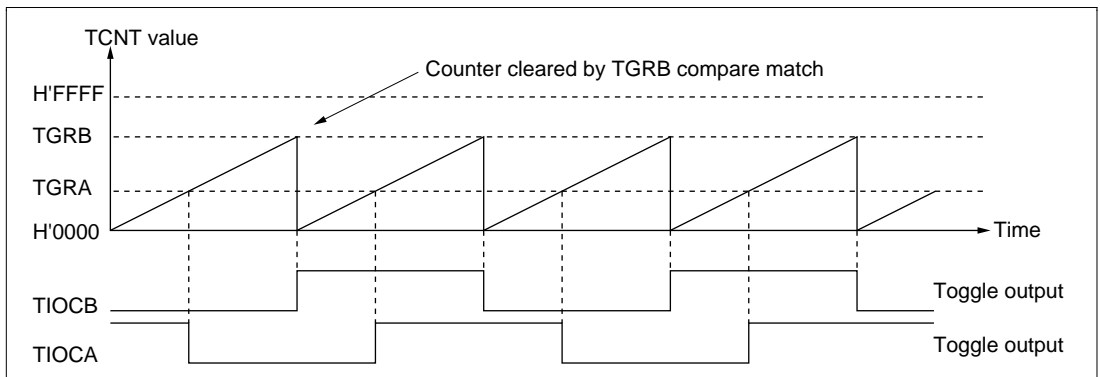 TCNT value
Counter cleared by TGRB compare match
H'FFFF
TGRB
TGRA
H'0000
Time
TIOCB
Toggle output
TIOCA
Toggle output